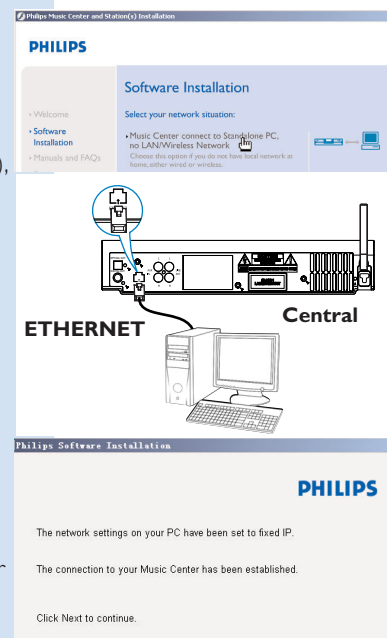 Philips Music Center and Station(s) Installation
PHILIPS
Software Installation
Select your network situation:
Welcome
Software
Installation
Manuals and FAQs
Music Center connect to Standalone PC,
no LAN/Wireless Network
Choose this option if you do not have local network at
home,either wired or wireless.
),
ETHERNET
Central
Philips Software Installation
PHILIPS
The network settings on your PC have been set to fixed IP.
The connection to your Music Center has been established.
r
Click Next to continue.